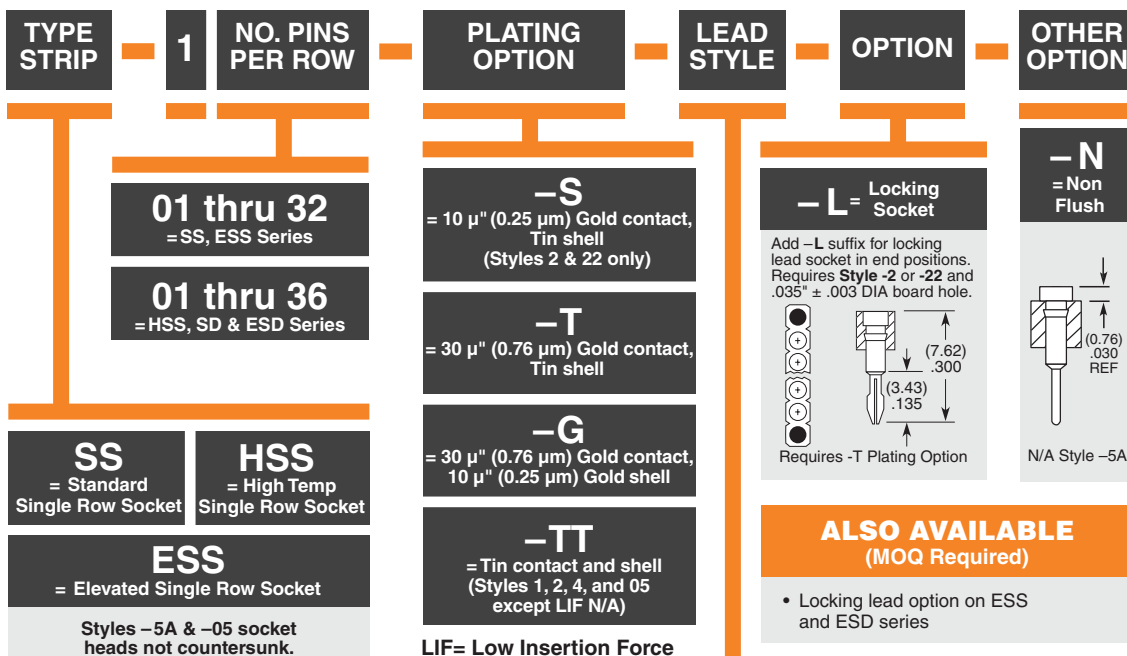 TYPE
STRIP
1
NO. PINS
PER ROW
PLATING
OPTION
LEAD
STYLE
OPTION
OTHER
OPTION
01 thru 32
=SS, ESS Series
01 thru 36
=HSS, SD & ESD Series
SS
= Standard
Single Row Socket
HSS
= High Temp
Single Row Socket
ESS
= Elevated Single Row Socket
Styles –5A & –05 socket
heads not countersunk.
–S
= 10 µ" (0.25 µm) Gold contact,
Tin shell
(Styles 2 & 22 only)
–T
= 30 µ" (0.76 µm) Gold contact,
Tin shell
–G
= 30 µ" (0.76 µm) Gold contact,
10 µ" (0.25 µm) Gold shell
–TT
= Tin contact and shell
(Styles 1, 2, 4, and 05
except LIF N/A)
LIF= Low Insertion Force
–L= Locking
Socket
Add –L suffix for locking
lead socket in end positions.
Requires Style -2 or -22 and
.035" ± .003 DIA board hole.
(7.62)
.300
(3.43)
.135
Requires -T Plating Option
–N
= Non
Flush
(0.76)
.030
REF
N/A Style –5A
ALSO AVAILABLE
(MOQ Required)
• Locking lead option on ESS
and ESD series